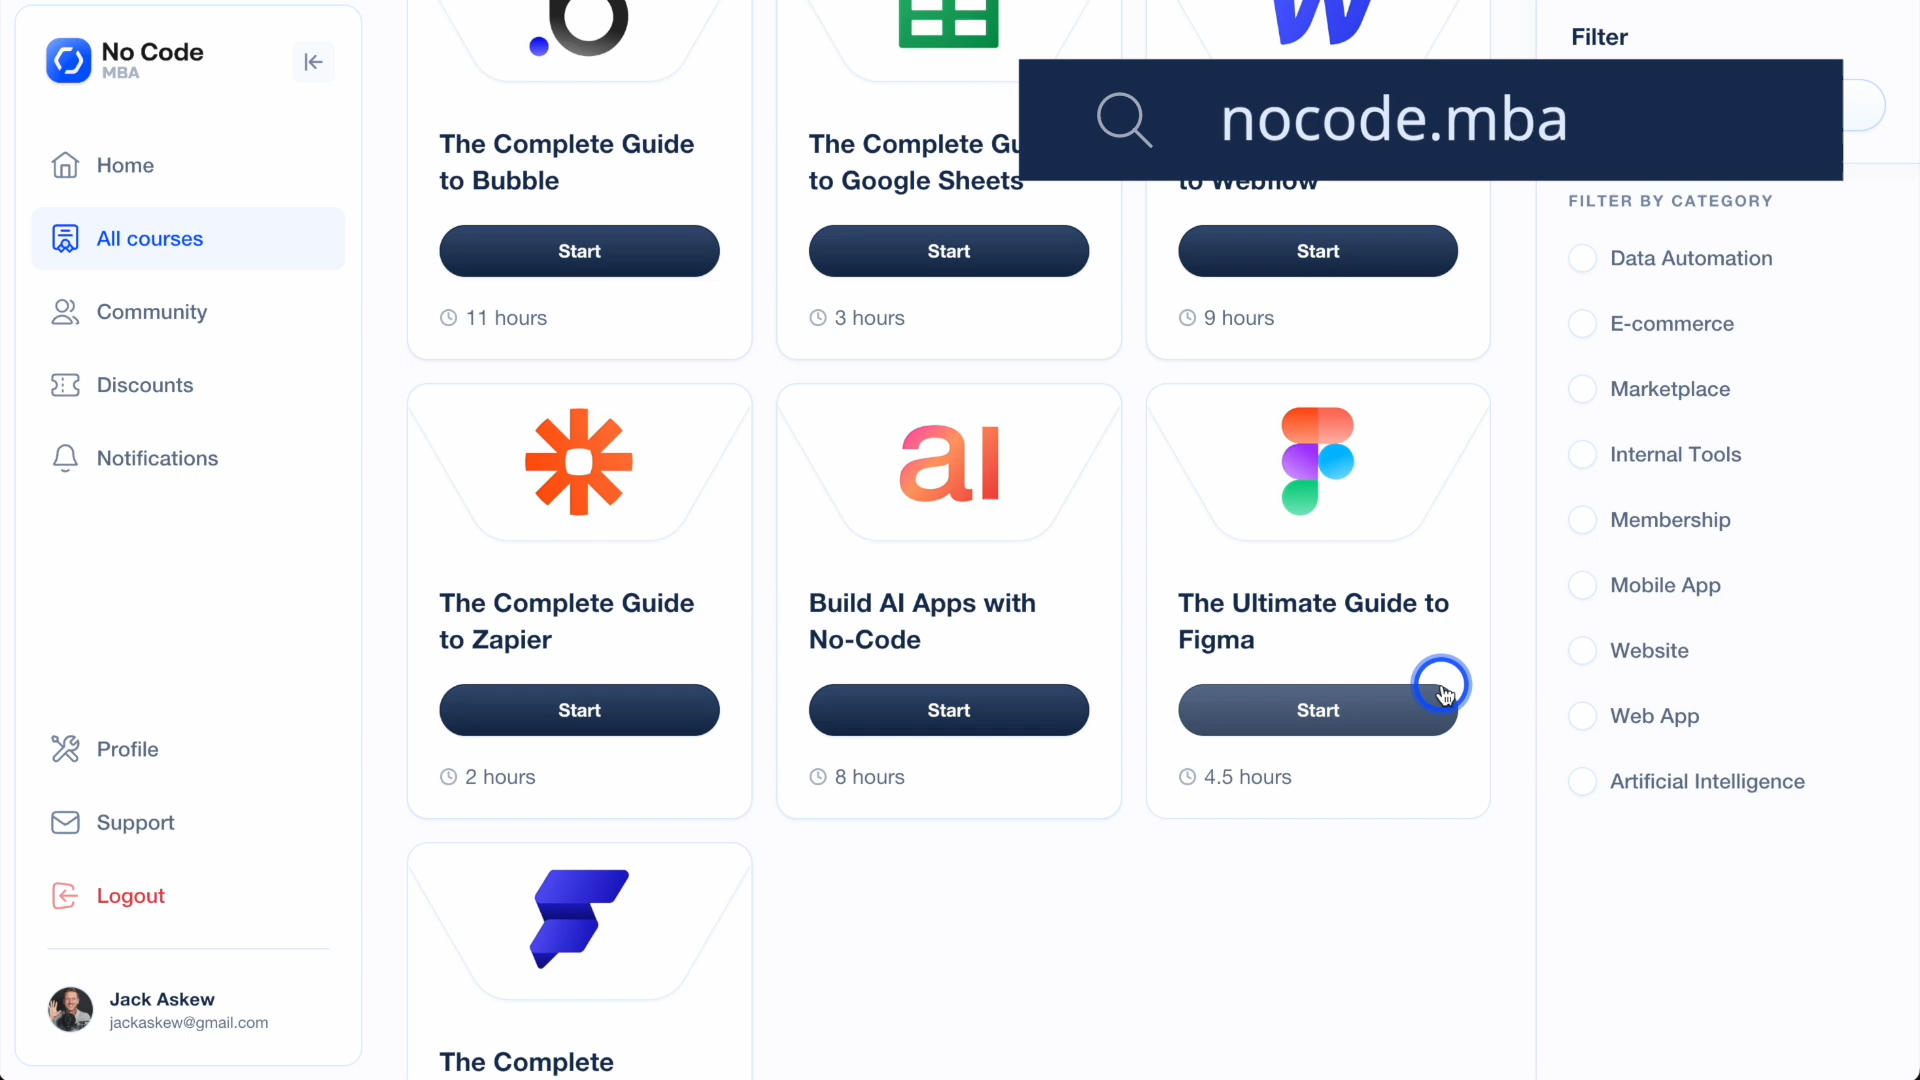 No Code
MBA
Home
All courses
Community
Discounts
Notifications
Profile
Support
Logout
Jack Askew
jackaskew@gmail.com
The Complete Guide
to Bubble
Start
11 hours
The Complete Gu
to Google Sheets
Start
3 hours
to Webflow
Start
9 hours
The Complete Guide
to Zapier
Start
2 hours
aI
Build AI Apps with
No-Code
Start
8 hours
The Ultimate Guide to
Figma
Start
4.5 hours
The Complete
nocode.mba
Filter
FILTER BY CATEGORY
Data Automation
E-commerce
Marketplace
Internal Tools
Membership
Mobile App
Website
Web App
Artificial Intelligence